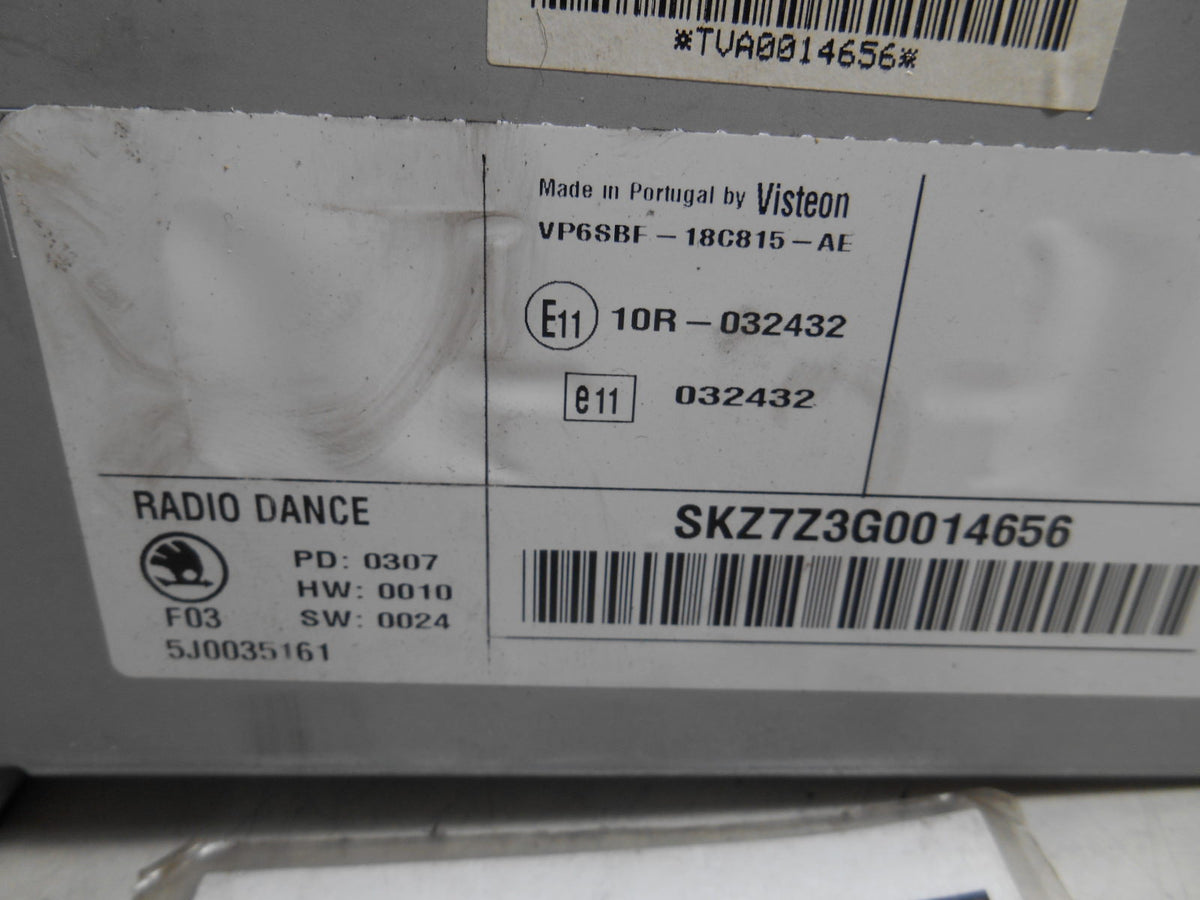 *TVA0014656*
Made in Portugal by Visteon
VP6SBF - 18C815 - AE
E11 10R - 032432
e11 032432
RADIO DANCE
PD: 0307
HW: 0010
F03 SW: 0024
5J0035161
SKZ7Z3G0014656